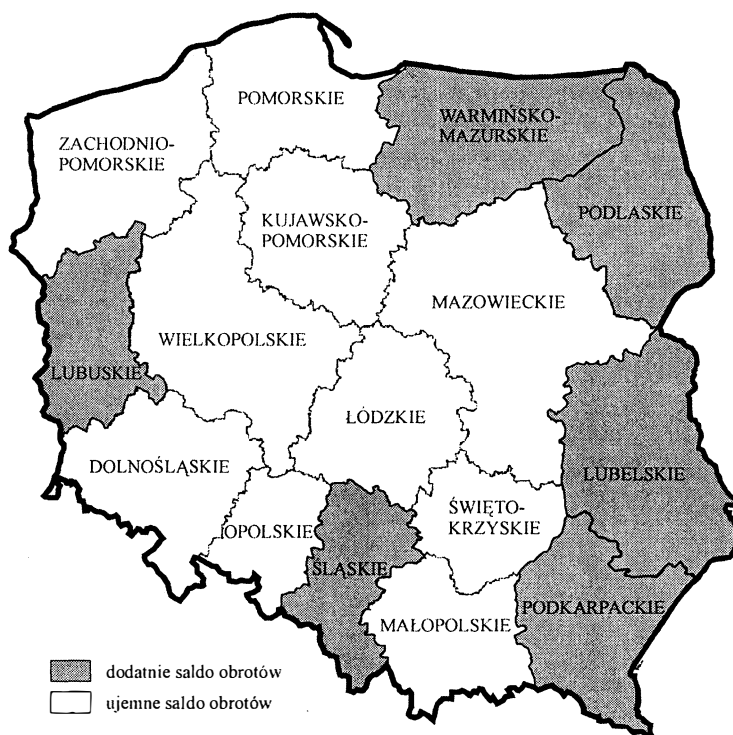 POMORSKIE
ZACHODNIO-
POMORSKIE
WARMIŃSKO-
MAZURSKIE
PODLASKIE
KUJAWSKO-
POMORSKIE
MAZOWIECKIE
WIELKOPOLSKIE
LUBUSKIE
ŁÓDZKIE
DOLNOŚLĄSKIE
LUBELSKIE
OPOLSKIE
ŚWIĘTO-
KRZYSKIE
ŚLĄSKIE
PODKARPACKIE
MAŁOPOLSKIE
dodatnie saldo obrotów
ujemne saldo obrotów